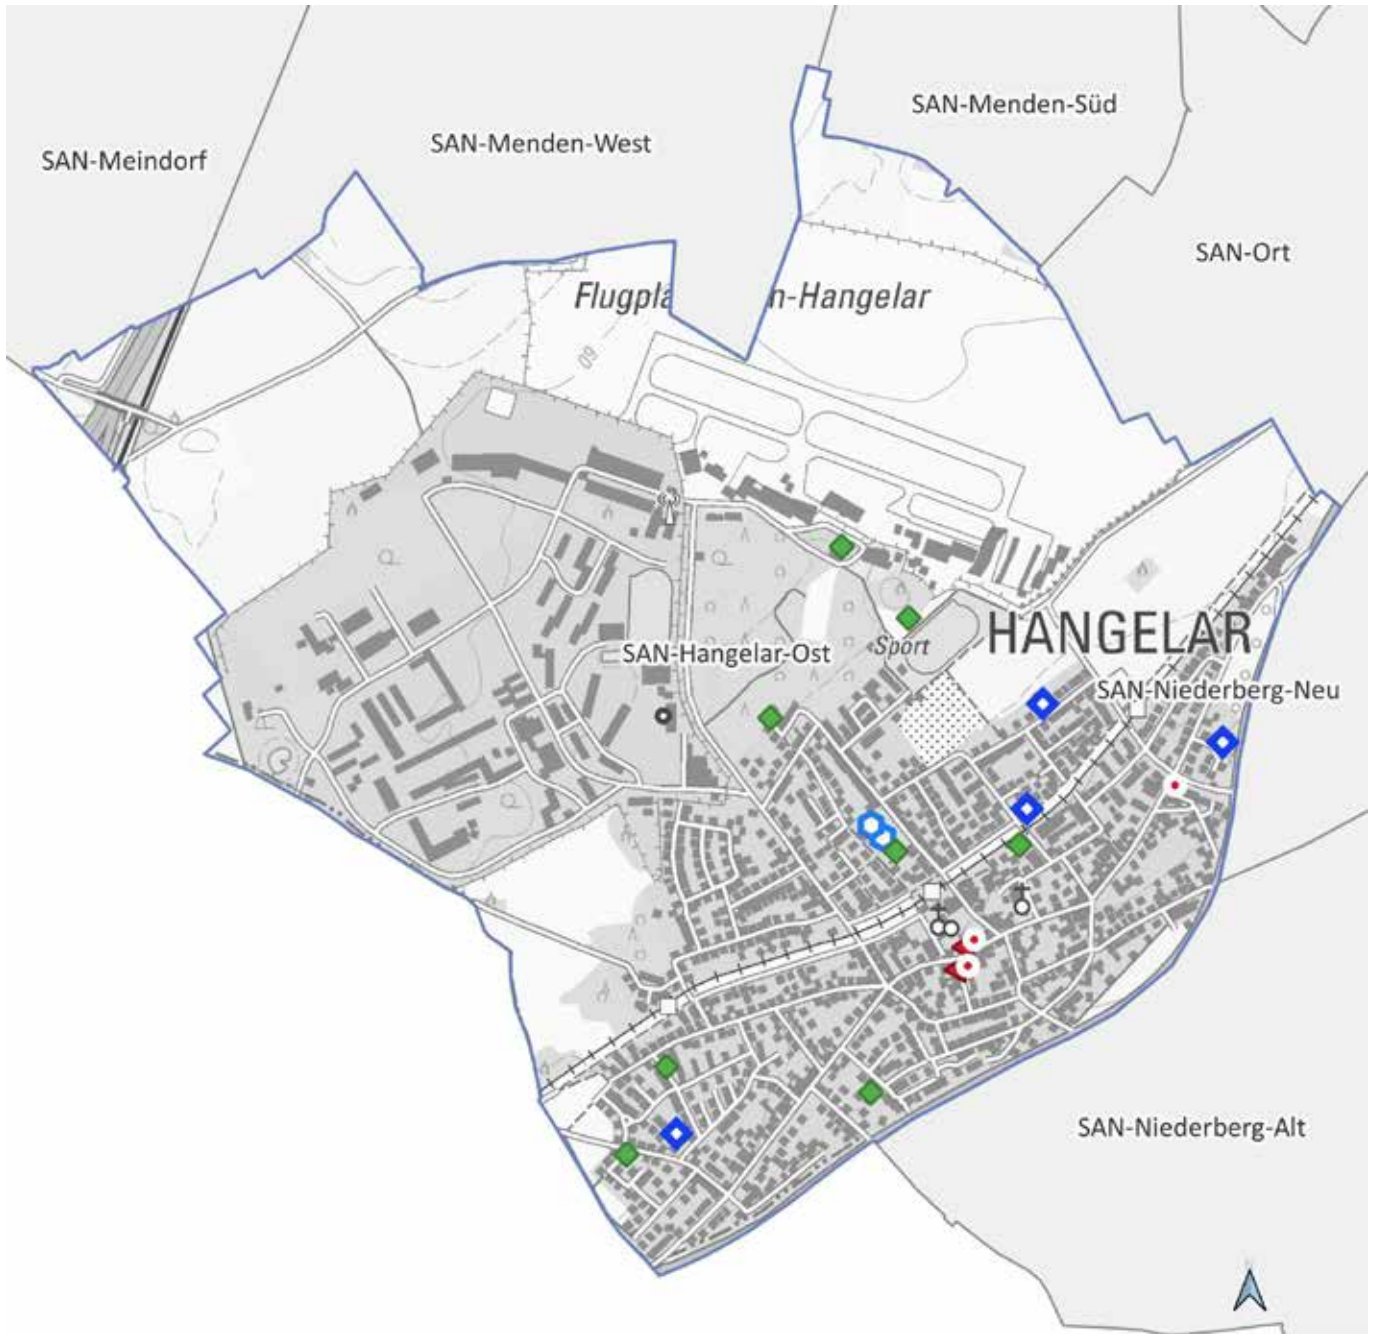 SAN-Menden-Süd
SAN-Menden-West
SAN-Meindorf
SAN-Ort
Flugpla n-Hangelar
60
HANGELAR
Sport
SAN-Hangelar-Ost
SAN-Niederberg-Neu
SAN-Niederberg-Alt